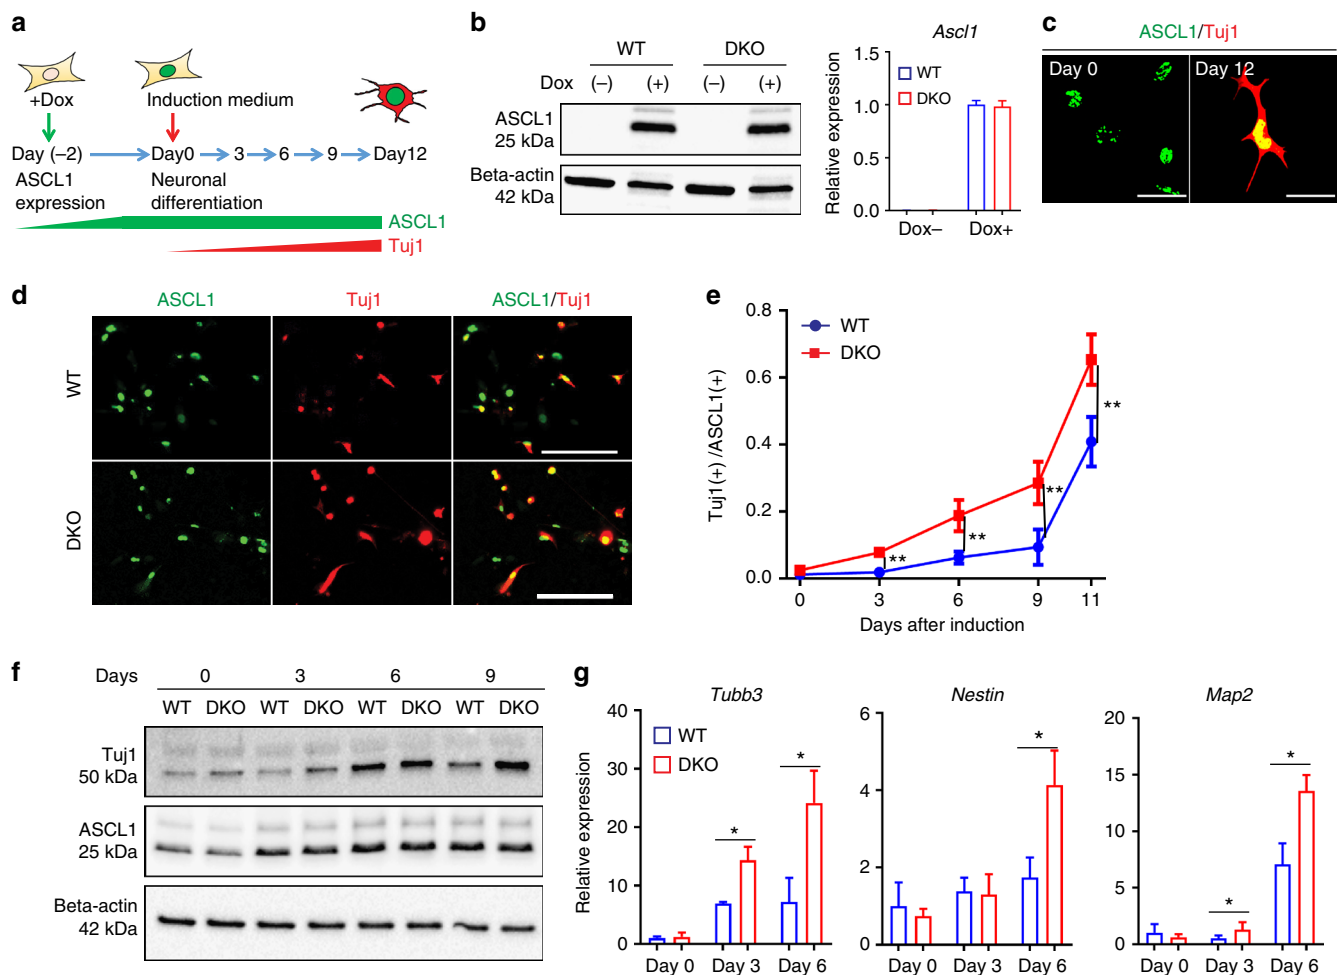 a
+Dox
Induction medium
Day (–2)
Day0
3
6
9
Day12
ASCL1
expression
Neuronal
differentiation
ASCL1
Tuj1
b
WT
DKO
Dox
(–)
(+)
(–)
(+)
ASCL1
25 kDa
Beta-actin
42 kDa
Ascl1
Relative expression
1.5
1.0
0.5
0.0
WT
DKO
Dox–
Dox+
c
ASCL1/Tuj1
Day 0
Day 12
d
ASCL1
Tuj1
ASCL1/Tuj1
WT
DKO
e
Tuj1(+) /ASCL1(+)
0.8
0.6
0.4
0.2
0.0
WT
DKO
**
**
**
**
0
3
6
9
11
Days after induction
f
Days
0
3
6
9
WT
DKO
WT
DKO
WT
DKO
WT
DKO
Tuj1
50 kDa
ASCL1
25 kDa
Beta-actin
42 kDa
g
Tubb3
Relative expression
40
30
20
10
0
WT
DKO
*
*
Day 0
Day 3
Day 6
Nestin
6
4
2
0
*
Day 0
Day 3
Day 6
Map2
20
15
10
5
0
*
*
Day 0
Day 3
Day 6